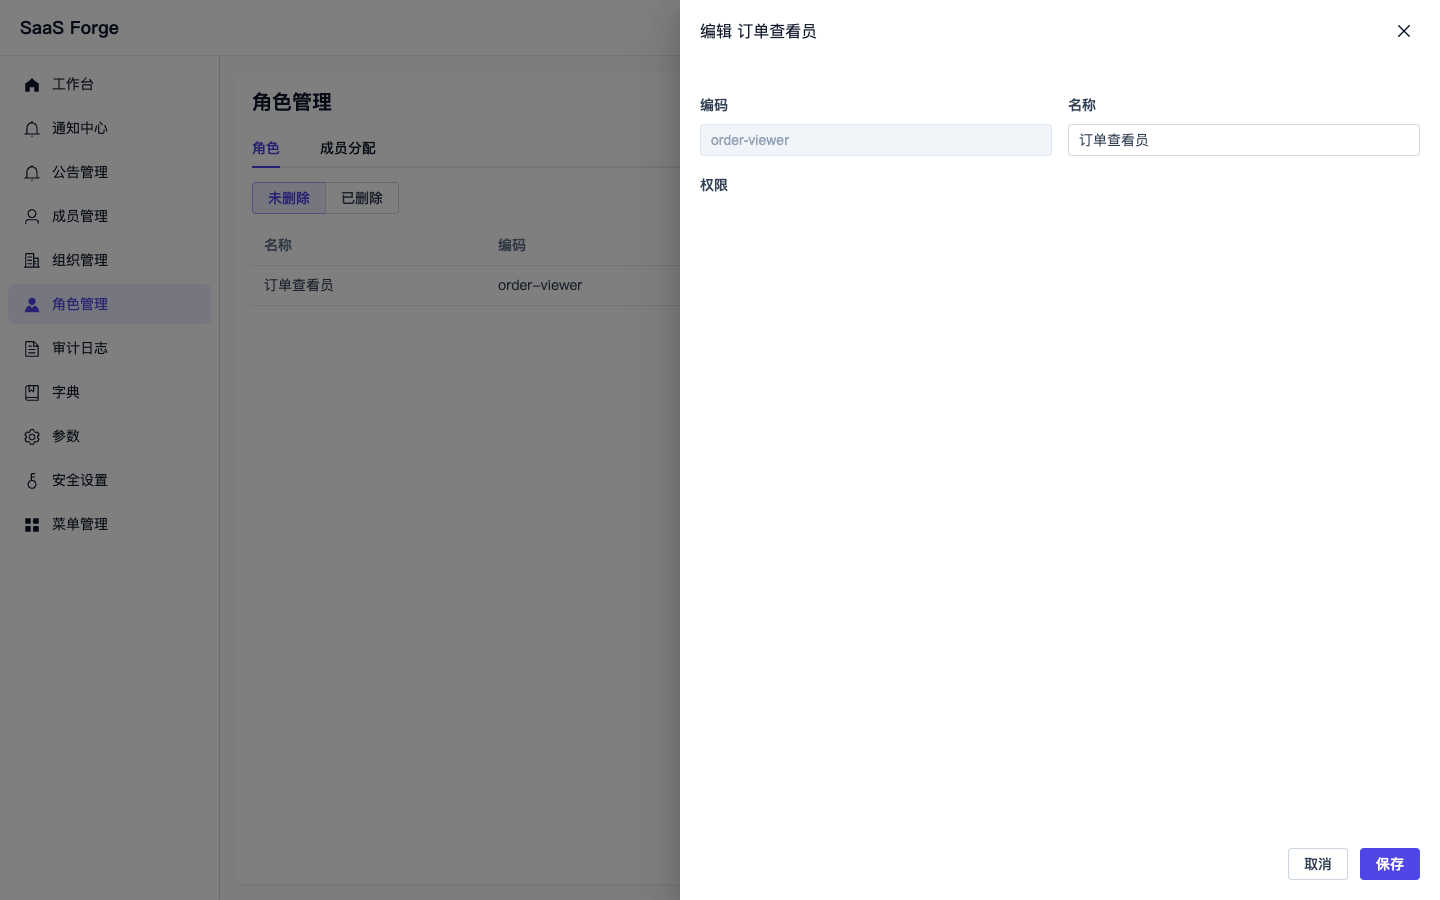 SaaS Forge
工作台
通知中心
公告管理
成员管理
组织管理
角色管理
审计日志
字典
参数
安全设置
菜单管理
角色管理
角色 成员分配
未删除 已删除
名称 编码
订单查看员 order-viewer
编辑 订单查看员
编码 名称
order-viewer 订单查看员
权限
取消 保存